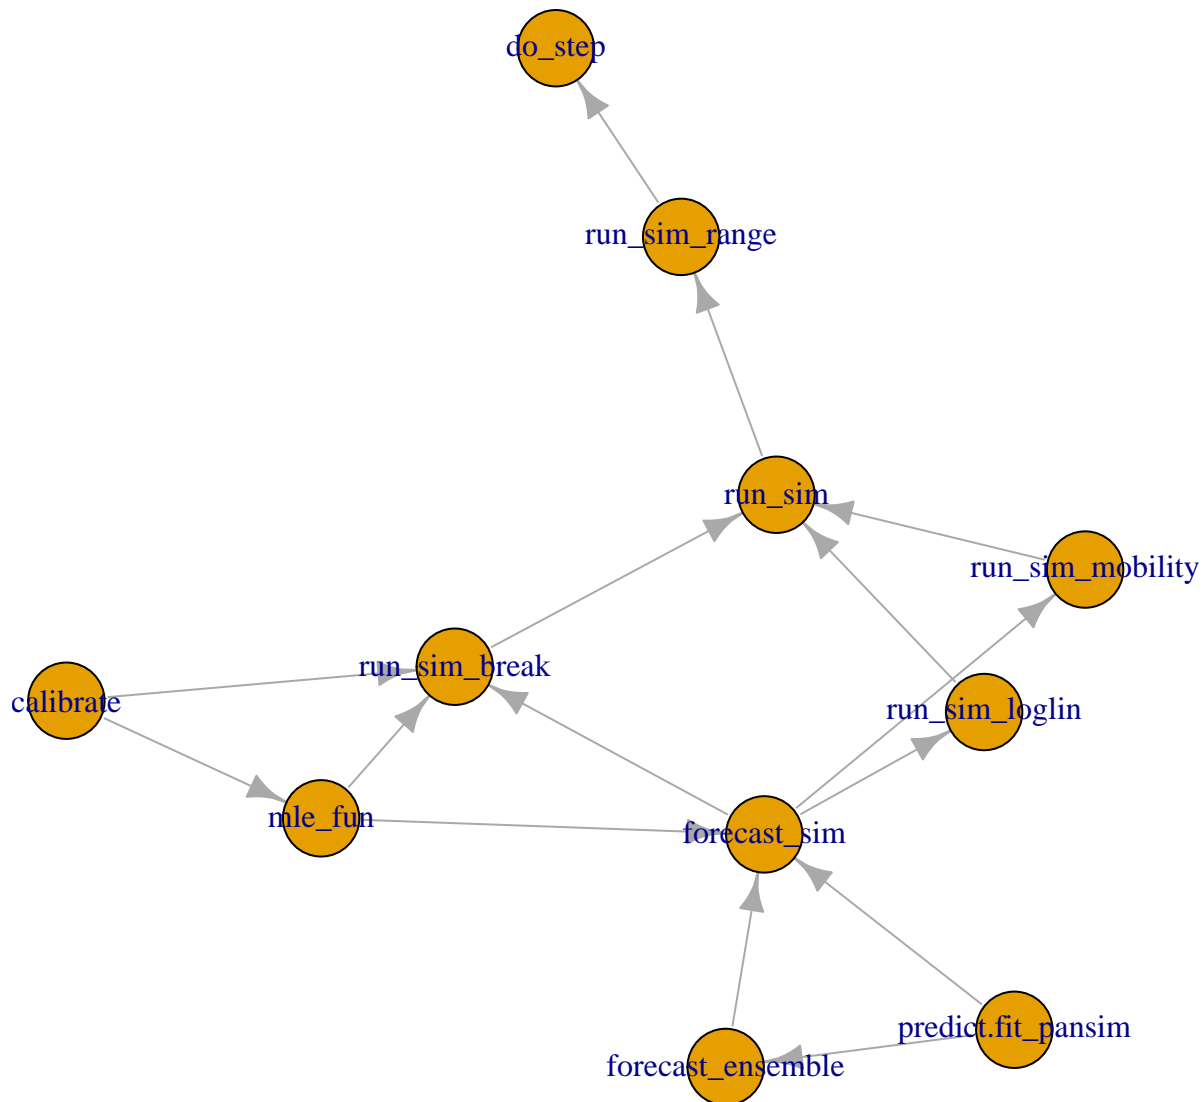 do_step
run_sim_range
run_sim
run_sim_mobility
run_sim_break
calibrate
run_sim_loglin
mle_fun
forecast_sim
predict.fit_pansim
forecast_ensemble